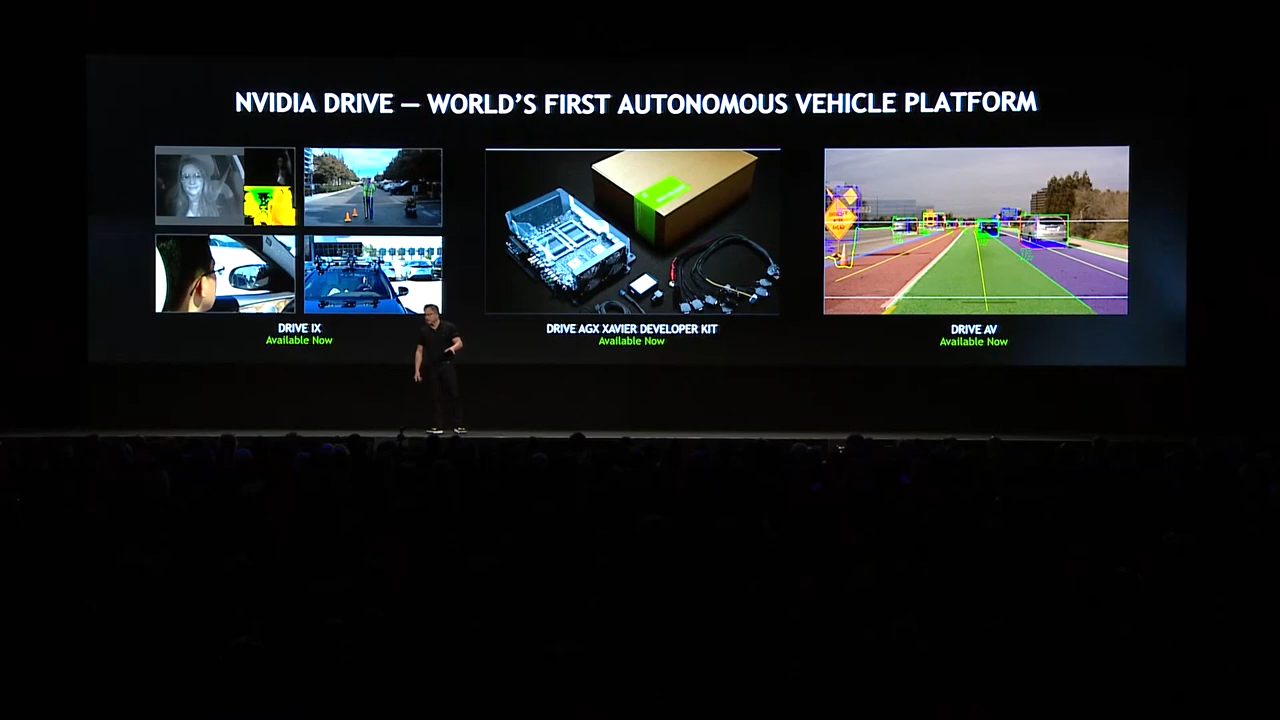 NVIDIA DRIVE — WORLD'S FIRST AUTONOMOUS VEHICLE PLATFORM
DRIVE IX
Available Now
DRIVE AGX XAVIER DEVELOPER KIT
Available Now
DRIVE AV
Available Now